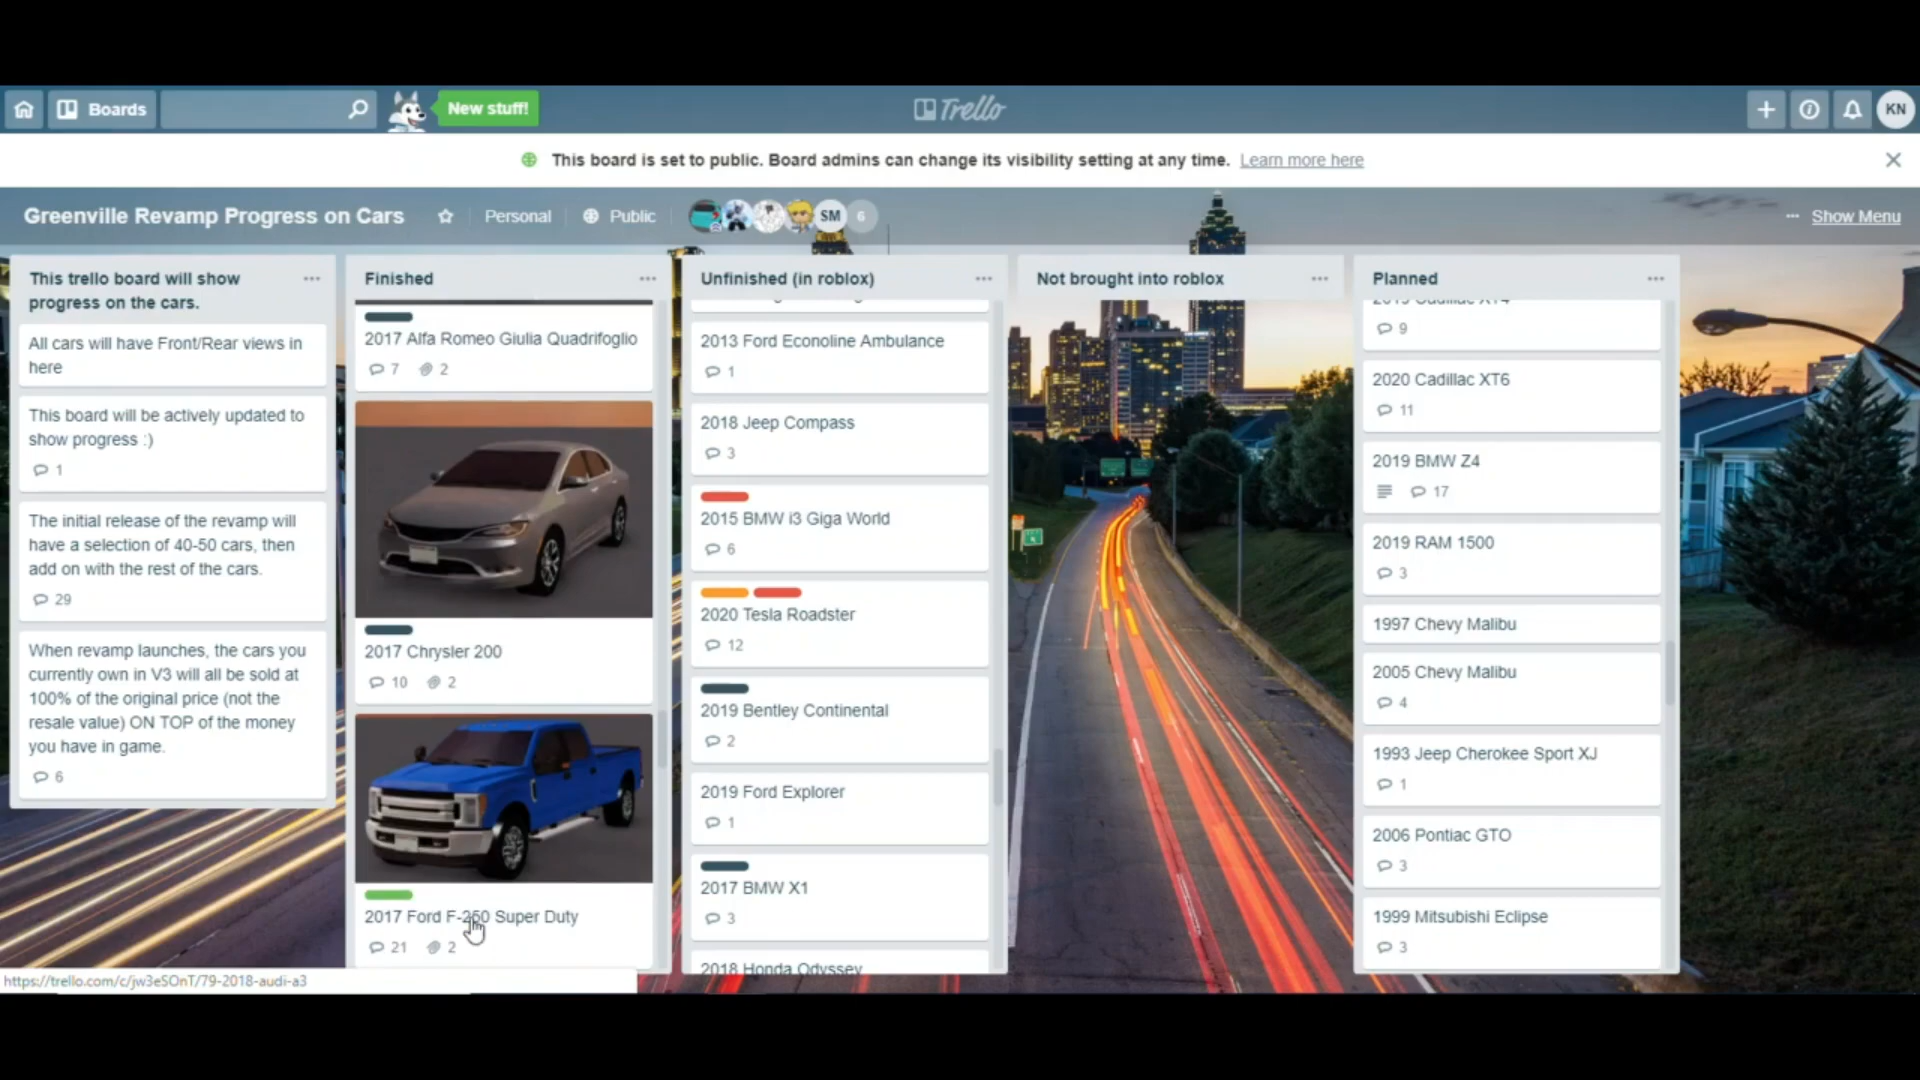 Boards
New stuff!
Trello
KN
This board is set to public. Board admins can change its visibility setting at any time. Learn more here
Greenville Revamp Progress on Cars
Personal
Public
SM
6
Show Menu
This trello board will show
progress on the cars.
All cars will have Front/Rear views in
here
This board will be actively updated to
show progress :)
1
The initial release of the revamp will
have a selection of 40-50 cars, then
add on with the rest of the cars.
29
When revamp launches, the cars you
currently own in V3 will all be sold at
100% of the original price (not the
resale value) ON TOP of the money
you have in game.
6
Finished
2017 Alfa Romeo Giulia Quadrifoglio
7 2
2017 Chrysler 200
10 2
2017 Ford F-250 Super Duty
21 2
Unfinished (in roblox)
2013 Ford Econoline Ambulance
1
2018 Jeep Compass
3
2015 BMW i3 Giga World
6
2020 Tesla Roadster
12
2019 Bentley Continental
2
2019 Ford Explorer
1
2017 BMW X1
3
2018 Honda Odyssey
Not brought into roblox
Planned
2019 Cadillac XT4
9
2020 Cadillac XT6
11
2019 BMW Z4
17
2019 RAM 1500
3
1997 Chevy Malibu
2005 Chevy Malibu
4
1993 Jeep Cherokee Sport XJ
1
2006 Pontiac GTO
3
1999 Mitsubishi Eclipse
3
https://trello.com/c/jw3eSOnT/79-2018-audi-a3